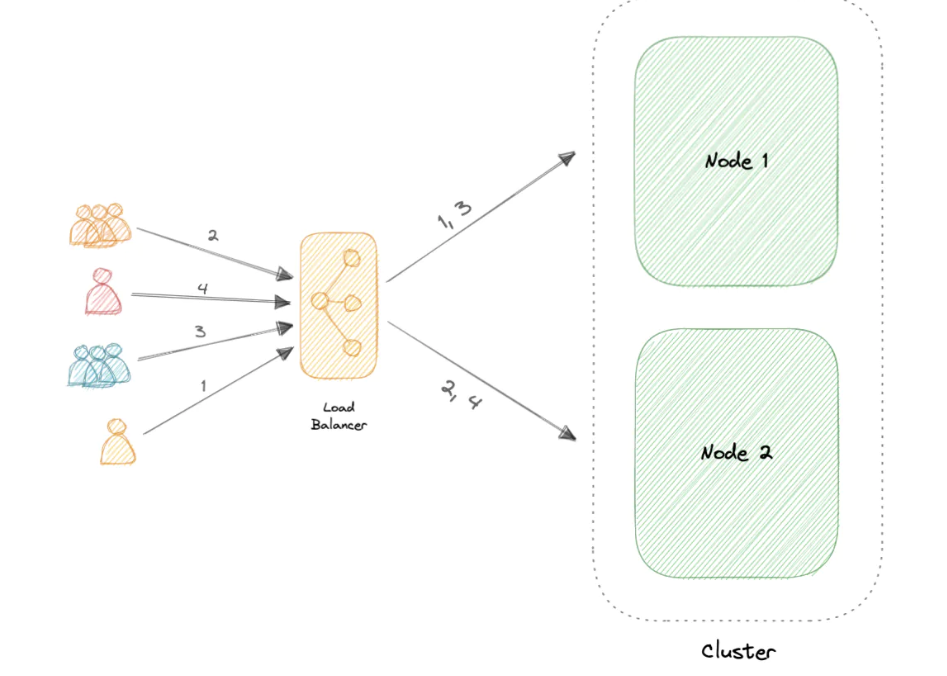 Node 1
1, 3
2
4
3
1
Load
Balancer
2, 4
Node 2
Cluster